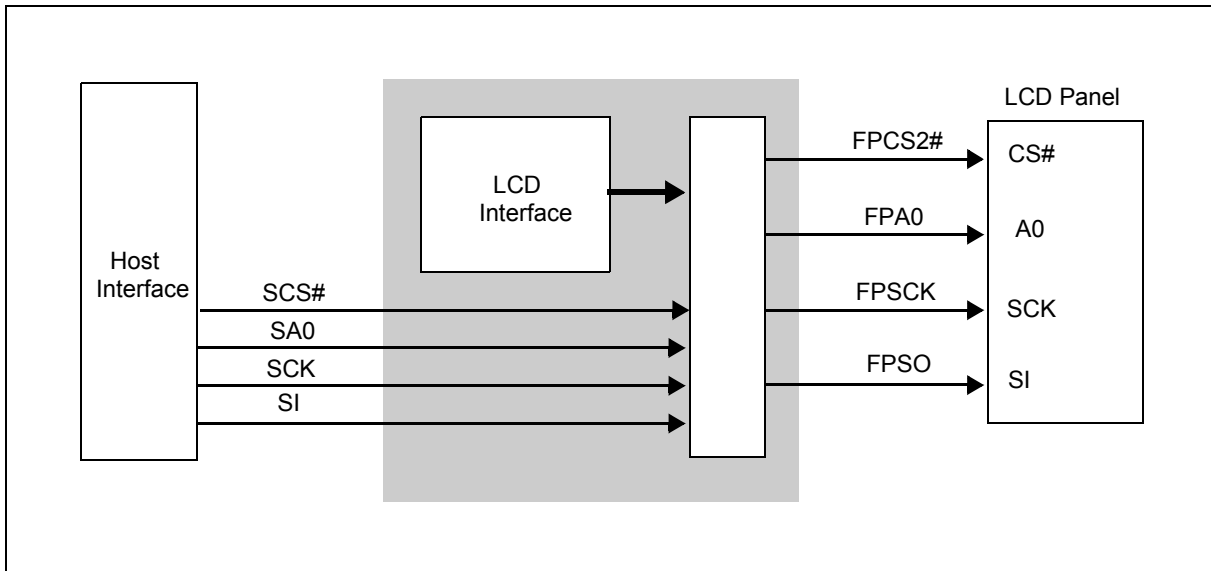 Host
Interface
SCS#
SA0
SCK
SI
LCD
Interface
FPCS2#
FPA0
FPSCK
FPSO
LCD Panel
CS#
A0
SCK
SI